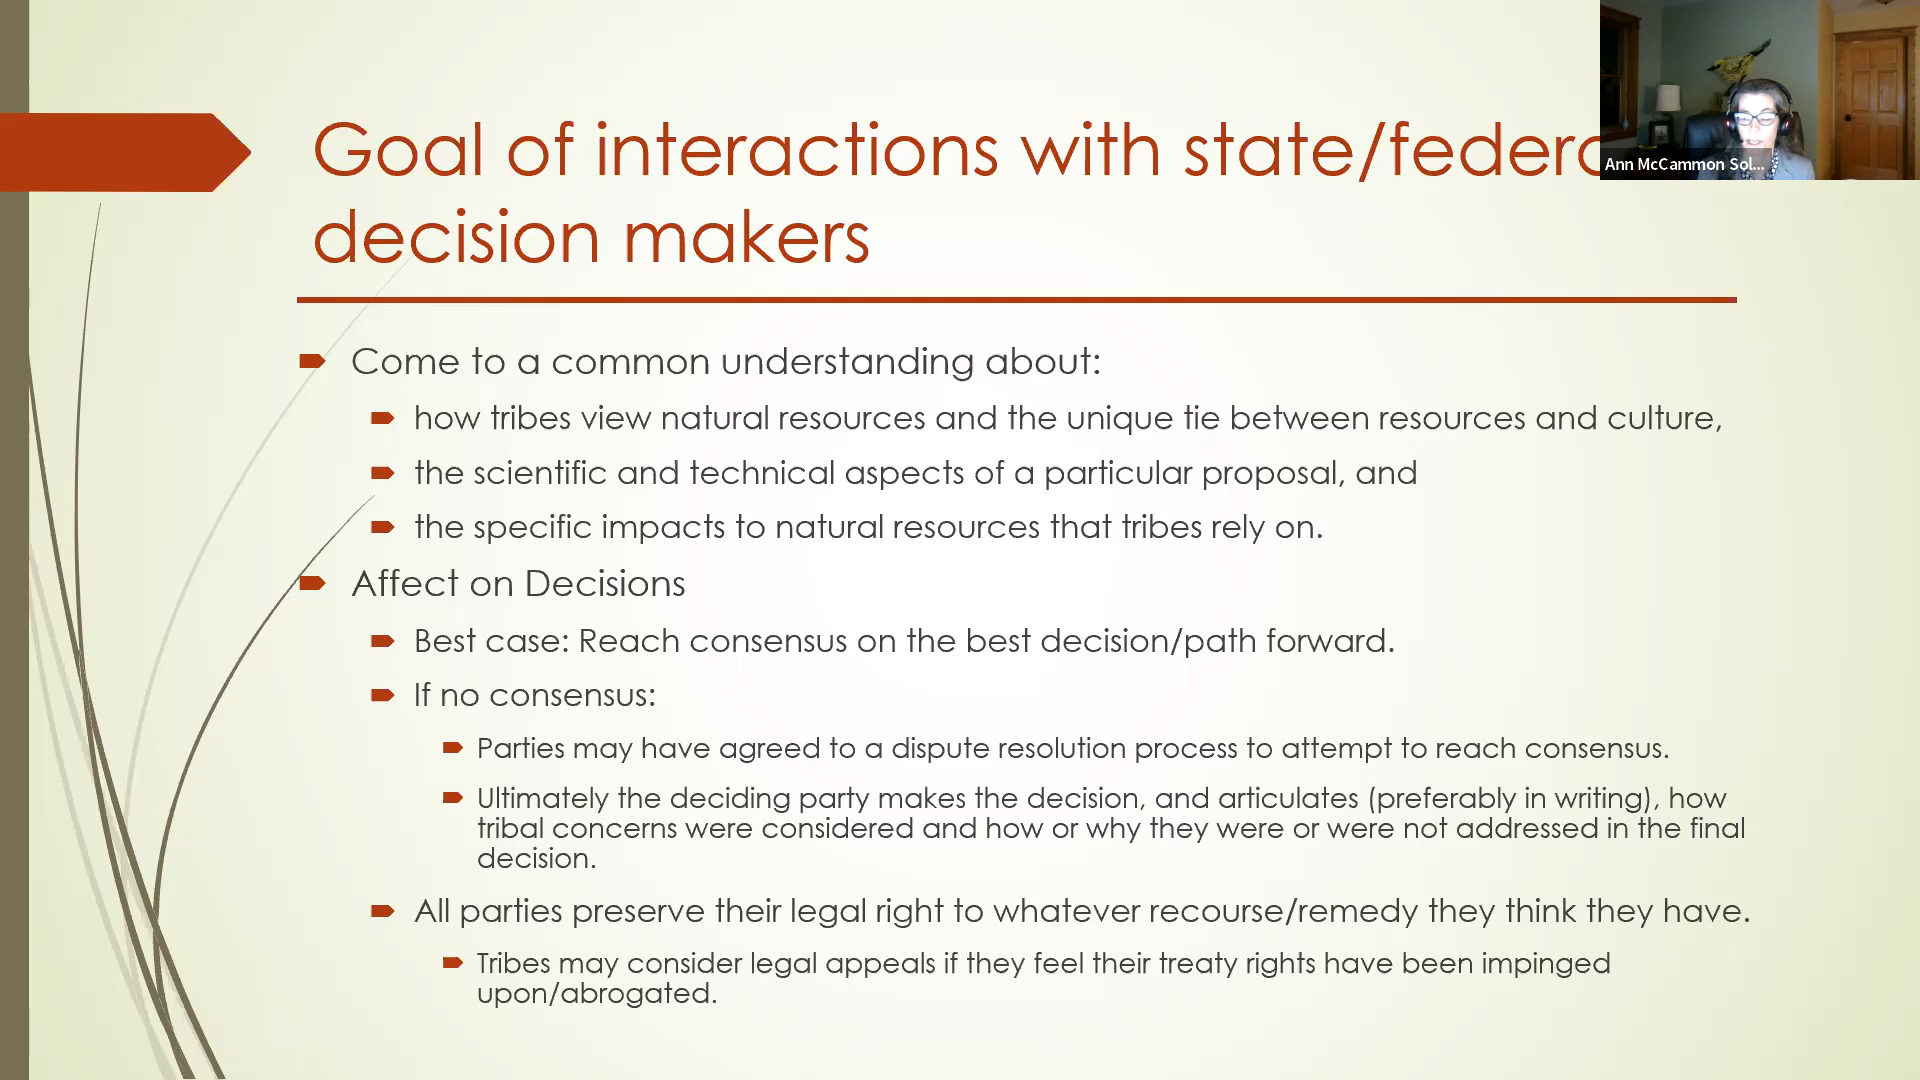 Goal of interactions with state/federa
decision makers
Ann McCammon Sol...
Come to a common understanding about:
how tribes view natural resources and the unique tie between resources and culture,
the scientific and technical aspects of a particular proposal, and
the specific impacts to natural resources that tribes rely on.
Affect on Decisions
Best case: Reach consensus on the best decision/path forward.
If no consensus:
Parties may have agreed to a dispute resolution process to attempt to reach consensus.
Ultimately the deciding party makes the decision, and articulates (preferably in writing), how
tribal concerns were considered and how or why they were or were not addressed in the final
decision.
All parties preserve their legal right to whatever recourse/remedy they think they have.
Tribes may consider legal appeals if they feel their treaty rights have been impinged
upon/abrogated.